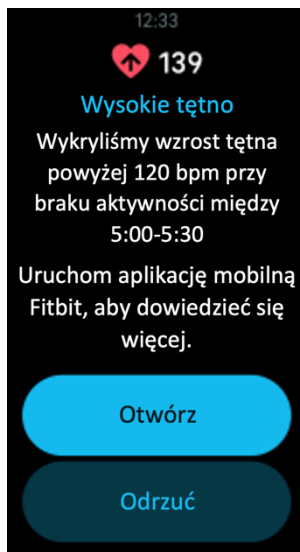 12:33
139
Wysokie tętno
Wykryliśmy wzrost tętna
powyżej 120 bpm przy
braku aktywności między
5:00-5:30
Uruchom aplikację mobilną
Fitbit, aby dowiedzieć się
więcej.
Otwórz
Odrzuć